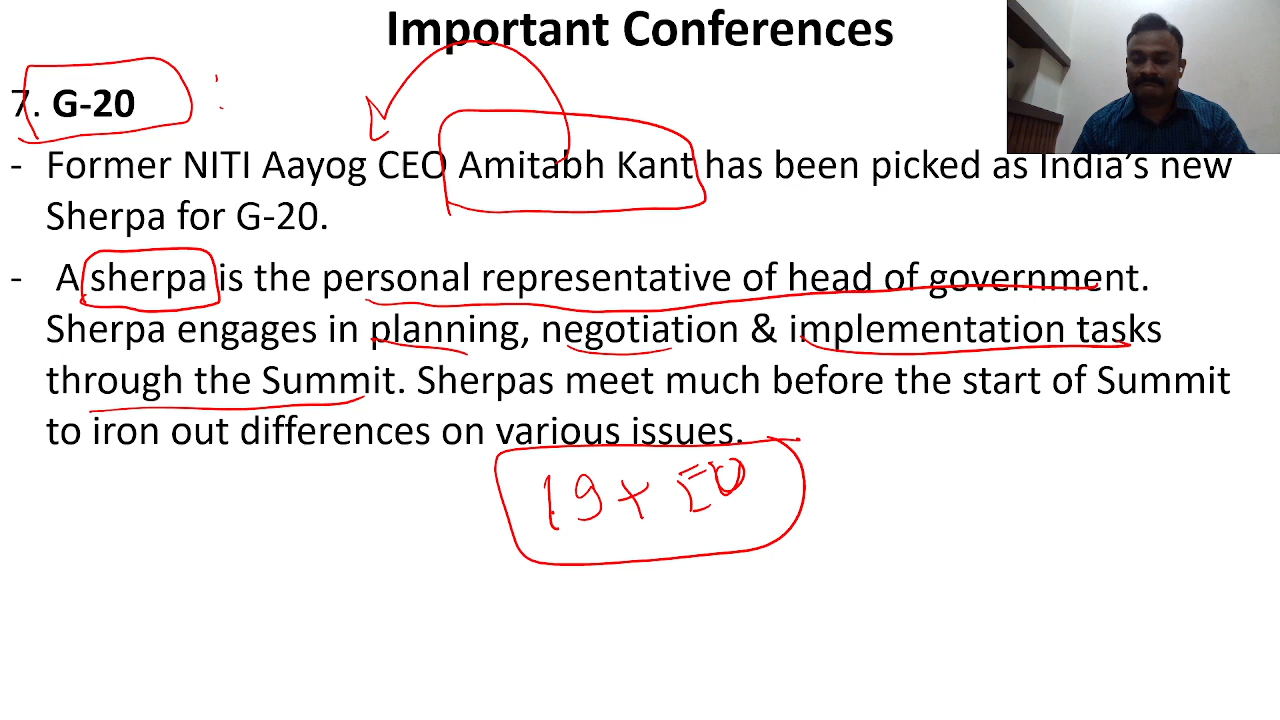 Important Conferences
7. G-20
- Former NITI Aayog CEO Amitabh Kant has been picked as India's new
Sherpa for G-20.
- A sherpa is the personal representative of head of government.
Sherpa engages in planning, negotiation & implementation tasks
through the Summit. Sherpas meet much before the start of Summit
to iron out differences on various issues.
19 + EU